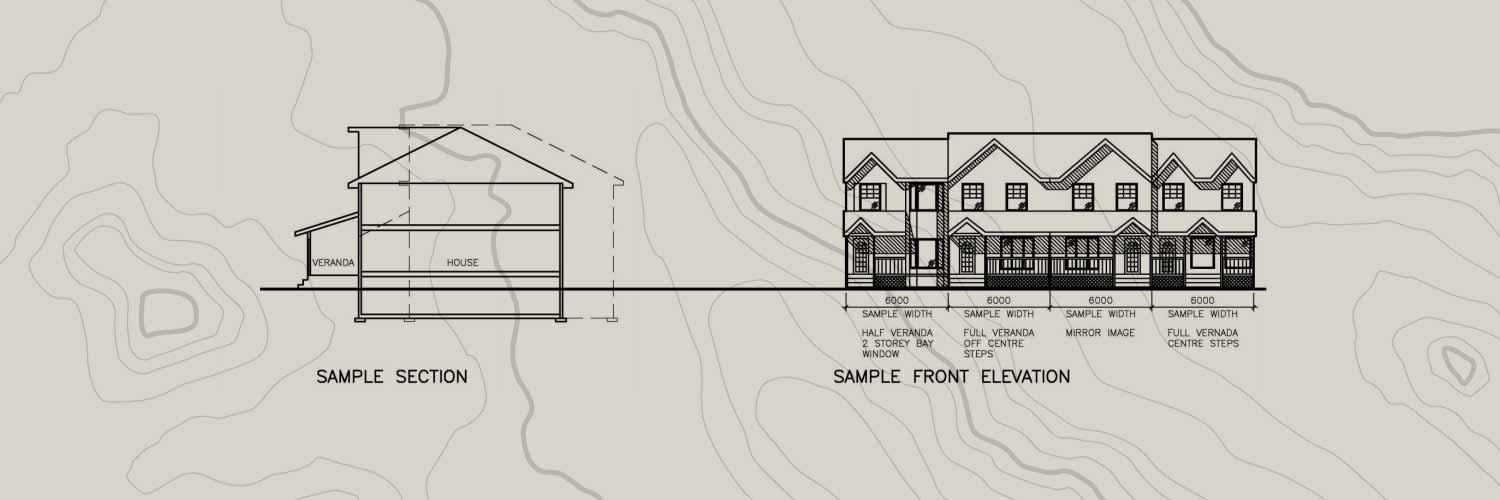 VERANDA
HOUSE
SAMPLE SECTION
6000
SAMPLE WIDTH
HALF VERANDA
2 STOREY BAY
WINDOW
6000
SAMPLE WIDTH
FULL VERANDA
OFF CENTRE
STEPS
6000
SAMPLE WIDTH
MIRROR IMAGE
6000
SAMPLE WIDTH
FULL VERNADA
CENTRE STEPS
SAMPLE FRONT ELEVATION